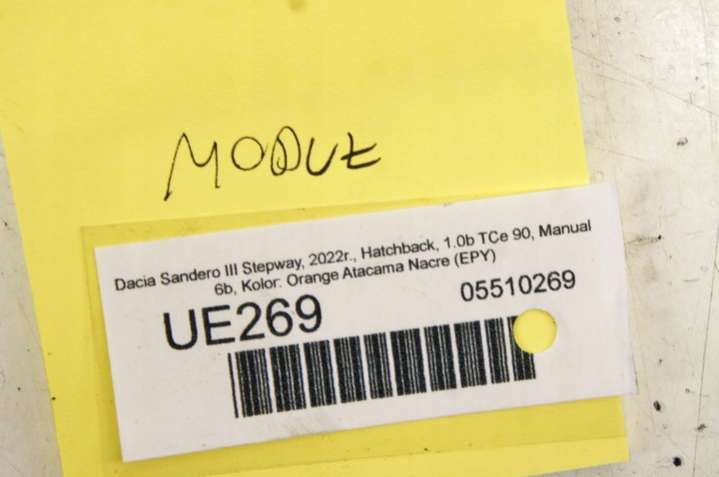 MODUŁ
Dacia Sandero III Stepway, 2022r., Hatchback, 1.0b TCe 90, Manual
6b, Kolor: Orange Atacama Nacre (EPY)
05510269
UE269